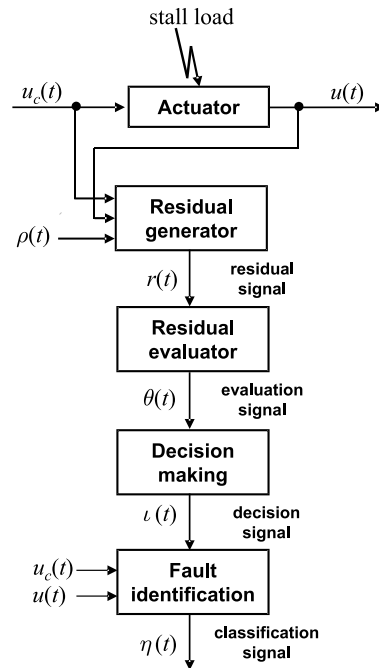 stall load
u_c(t)
Actuator
u(t)
Residual
generator
ρ(t)
r(t)
residual
signal
Residual
evaluator
θ(t)
evaluation
signal
Decision
making
ι(t)
decision
signal
u_c(t)
u(t)
Fault
identification
η(t)
classification
signal